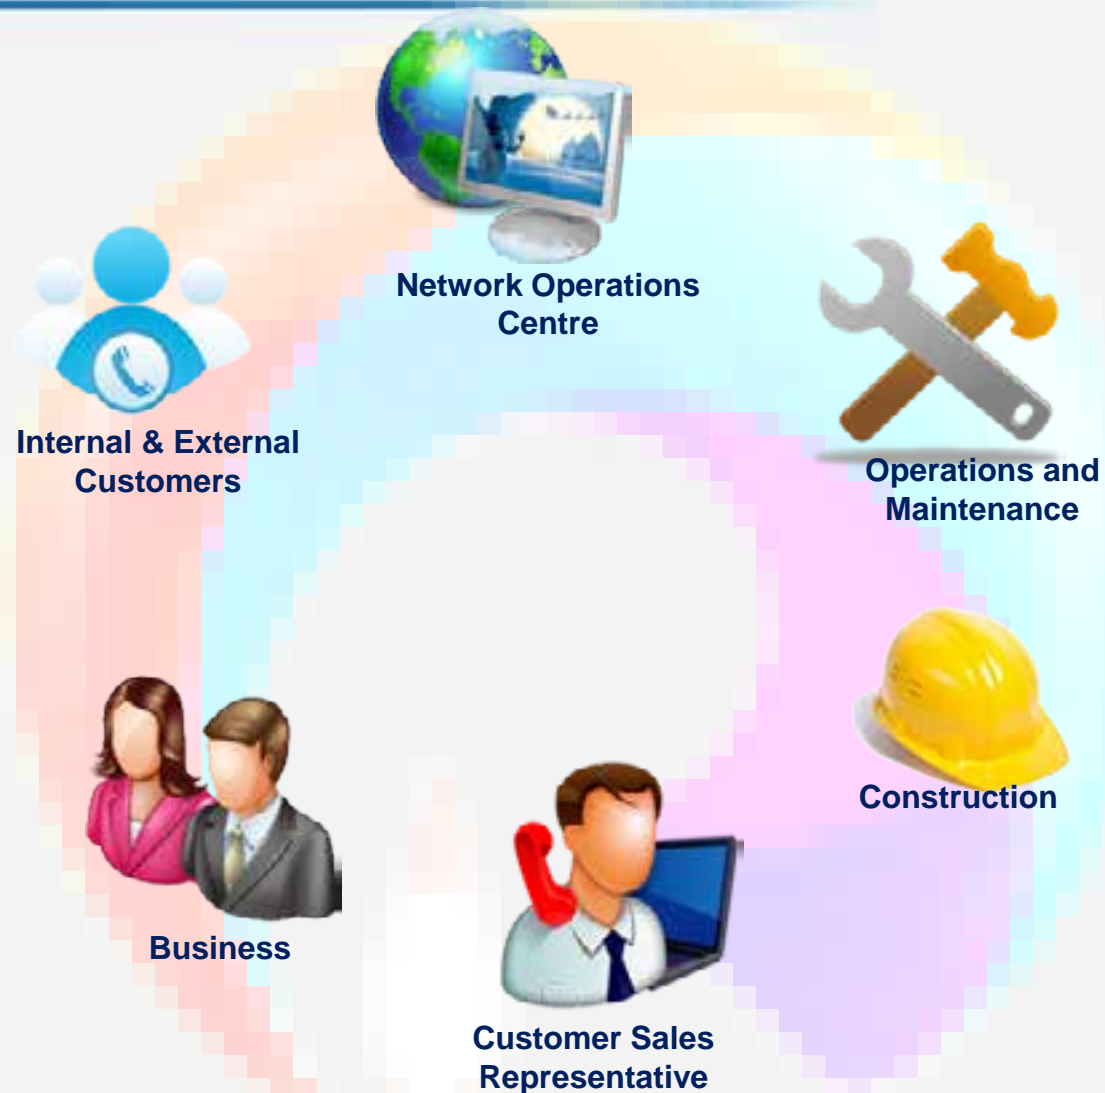 Network Operations
Centre
Internal & External
Customers
Operations and
Maintenance
Construction
Business
Customer Sales
Representative